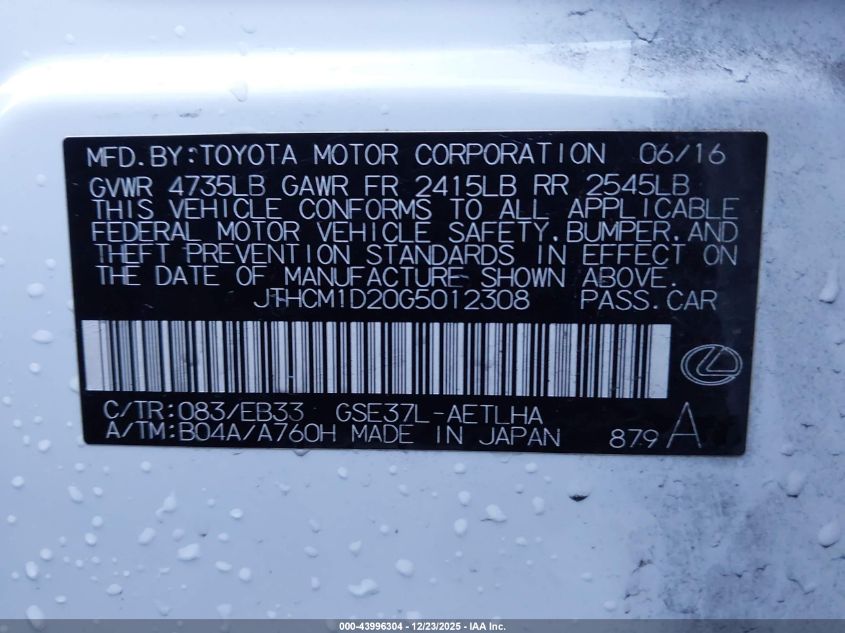 MFD.BY:TOYOTA MOTOR CORPORATION 06/16
GVWR 4735LB GAWR FR 2415LB RR 2545LB
THIS VEHICLE CONFORMS TO ALL APPLICABLE
FEDERAL MOTOR VEHICLE SAFETY,BUMPER,AND
THEFT PREVENTION STANDARDS IN EFFECT ON
THE DATE OF MANUFACTURE SHOWN ABOVE.
JTHCM1D20G5012308 PASS.CAR
C/TR:083/EB33 GSE37L-AETLHA
A/TM:B04A/A760H MADE IN JAPAN 879 A
000-43996304 - 12/23/2025 - IAA Inc.